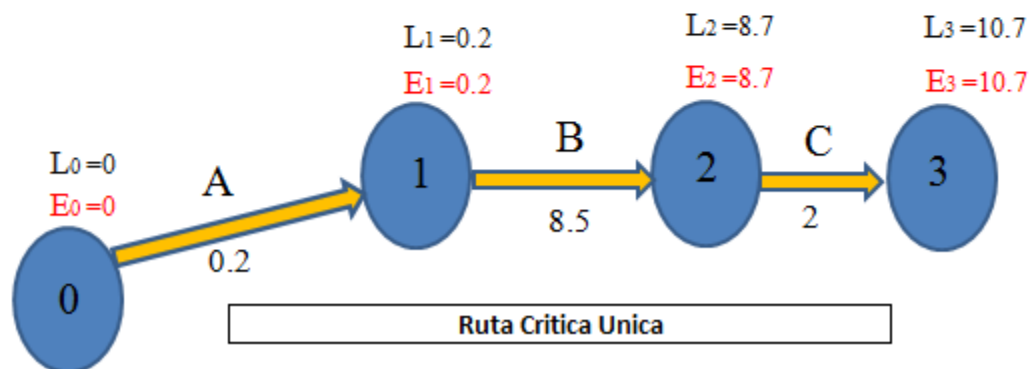 L0 =0
E0 =0
0
A
0.2
L1 =0.2
E1 =0.2
1
B
8.5
L2 =8.7
E2 =8.7
2
C
2
L3 =10.7
E3 =10.7
3
Ruta Critica Unica